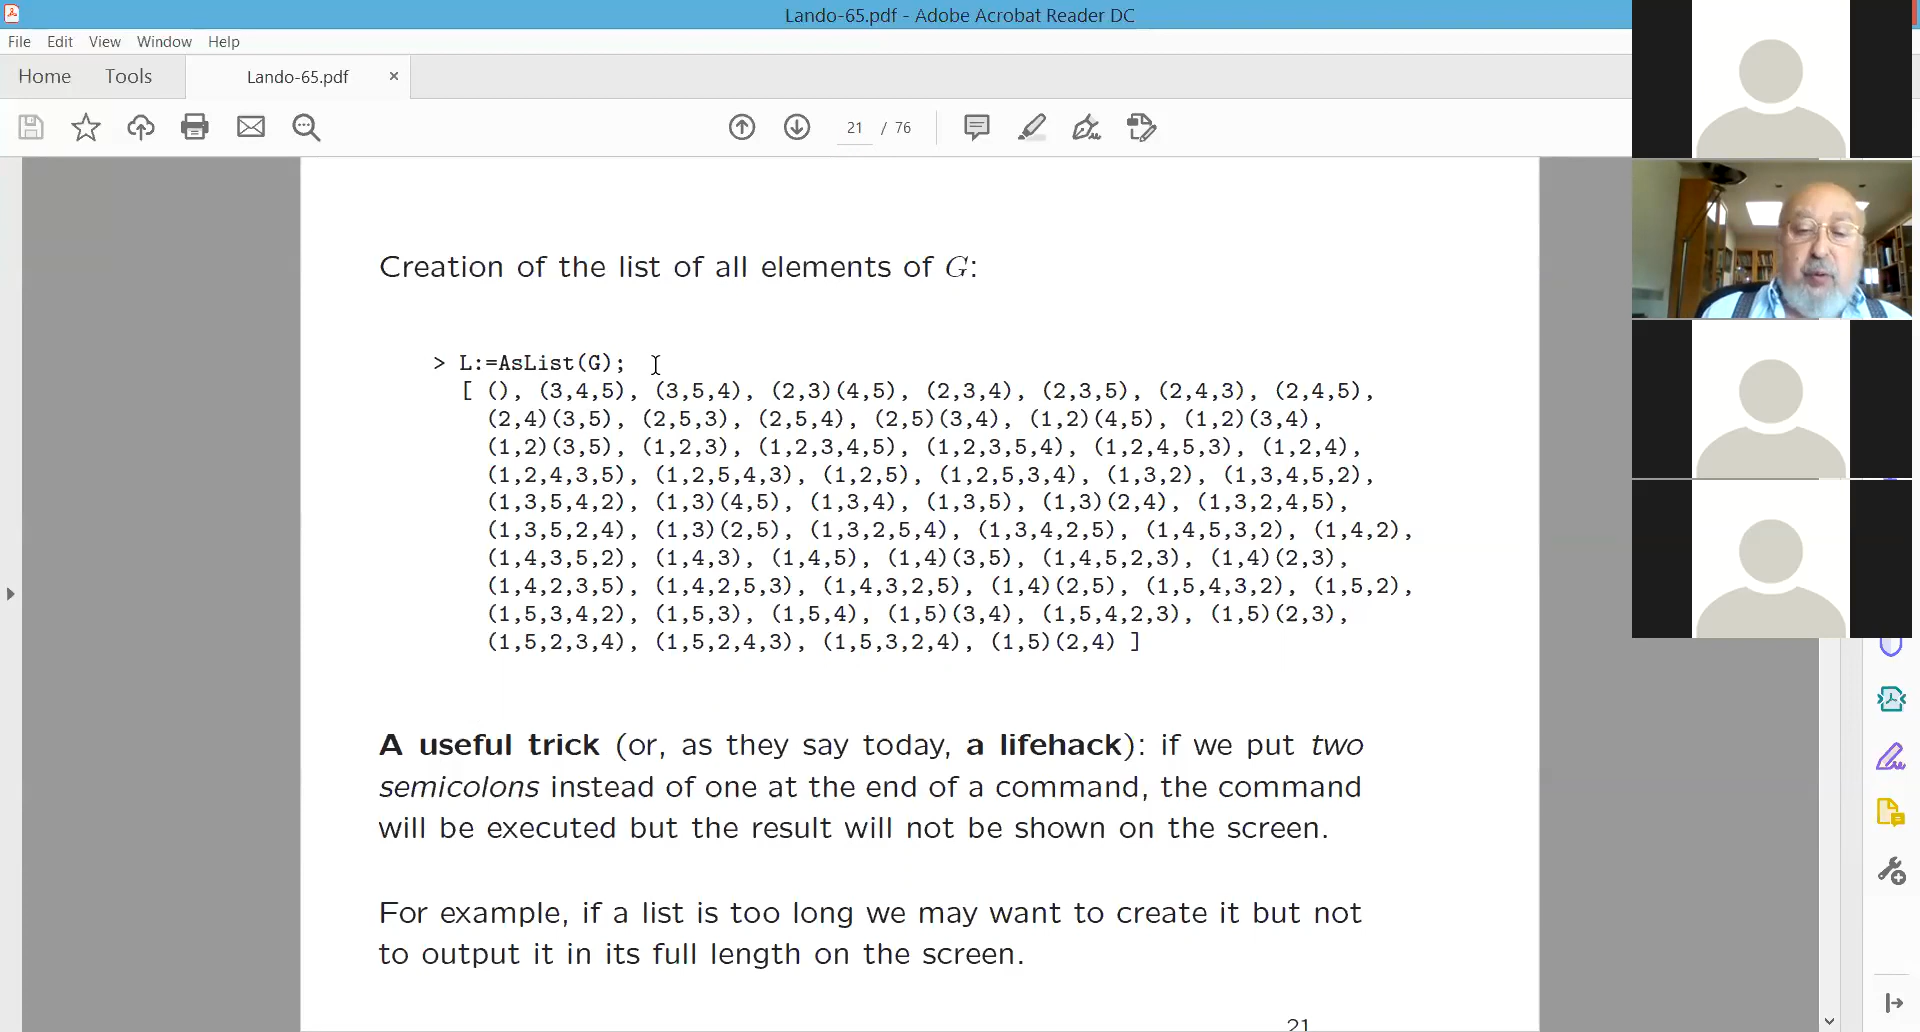 Lando-65.pdf - Adobe Acrobat Reader DC
File Edit View Window Help
Home Tools Lando-65.pdf ×
21 / 76
Creation of the list of all elements of G:
> L:=AsList(G);
[ (), (3,4,5), (3,5,4), (2,3)(4,5), (2,3,4), (2,3,5), (2,4,3), (2,4,5),
(2,4)(3,5), (2,5,3), (2,5,4), (2,5)(3,4), (1,2)(4,5), (1,2)(3,4),
(1,2)(3,5), (1,2,3), (1,2,3,4,5), (1,2,3,5,4), (1,2,4,5,3), (1,2,4),
(1,2,4,3,5), (1,2,5,4,3), (1,2,5), (1,2,5,3,4), (1,3,2), (1,3,4,5,2),
(1,3,5,4,2), (1,3)(4,5), (1,3,4), (1,3,5), (1,3)(2,4), (1,3,2,4,5),
(1,3,5,2,4), (1,3)(2,5), (1,3,2,5,4), (1,3,4,2,5), (1,4,5,3,2), (1,4,2),
(1,4,3,5,2), (1,4,3), (1,4,5), (1,4)(3,5), (1,4,5,2,3), (1,4)(2,3),
(1,4,2,3,5), (1,4,2,5,3), (1,4,3,2,5), (1,4)(2,5), (1,5,4,3,2), (1,5,2),
(1,5,3,4,2), (1,5,3), (1,5,4), (1,5)(3,4), (1,5,4,2,3), (1,5)(2,3),
(1,5,2,3,4), (1,5,2,4,3), (1,5,3,2,4), (1,5)(2,4) ]
A useful trick (or, as they say today, a lifehack): if we put two
semicolons instead of one at the end of a command, the command
will be executed but the result will not be shown on the screen.
For example, if a list is too long we may want to create it but not
to output it in its full length on the screen.
21